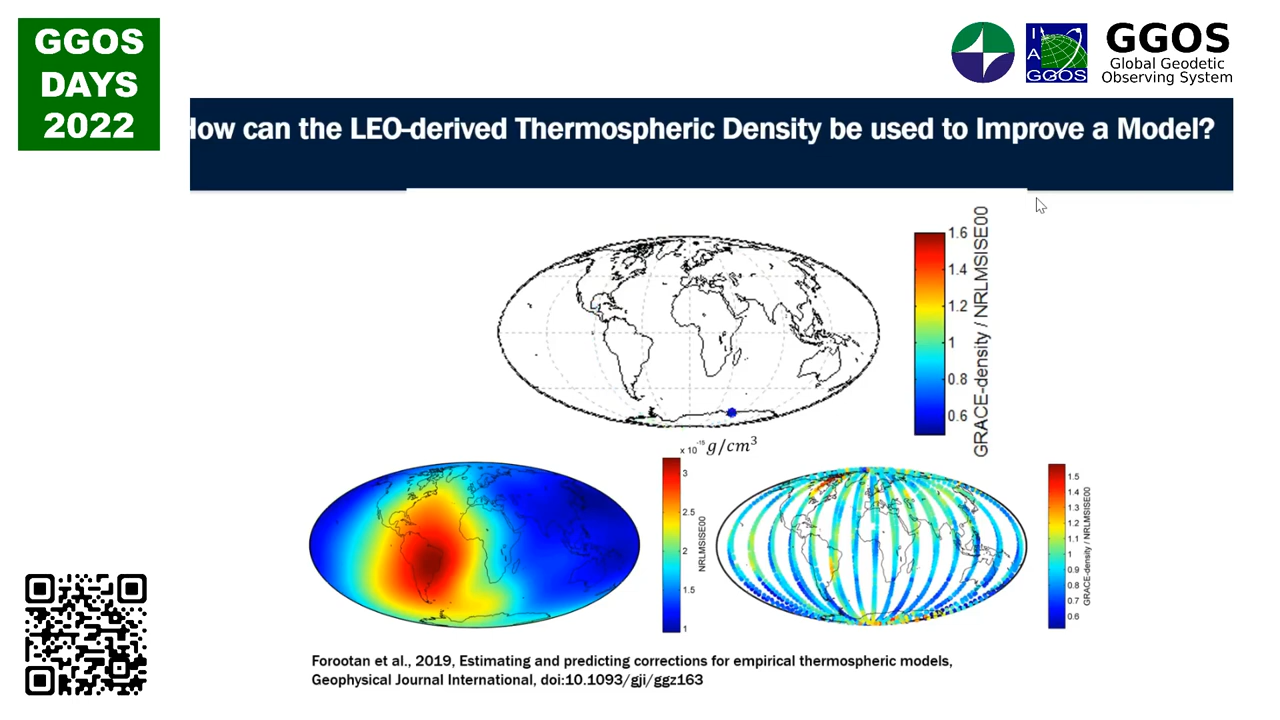 GGOS
DAYS
2022
I
A
GGOS
GGOS
Global Geodetic
Observing System
How can the LEO-derived Thermospheric Density be used to Improve a Model?
1.6
1.4
1.2
1
0.8
0.6
GRACE-density / NRLMSISE00
x 10⁻¹⁵ g/cm³
3
2.5
2
1.5
1
NRLMSISE00
1.5
1.4
1.3
1.2
1.1
1
0.9
0.8
0.7
0.6
GRACE-density / NRLMSISE00
Forootan et al., 2019, Estimating and predicting corrections for empirical thermospheric models,
Geophysical Journal International, doi:10.1093/gji/ggz163